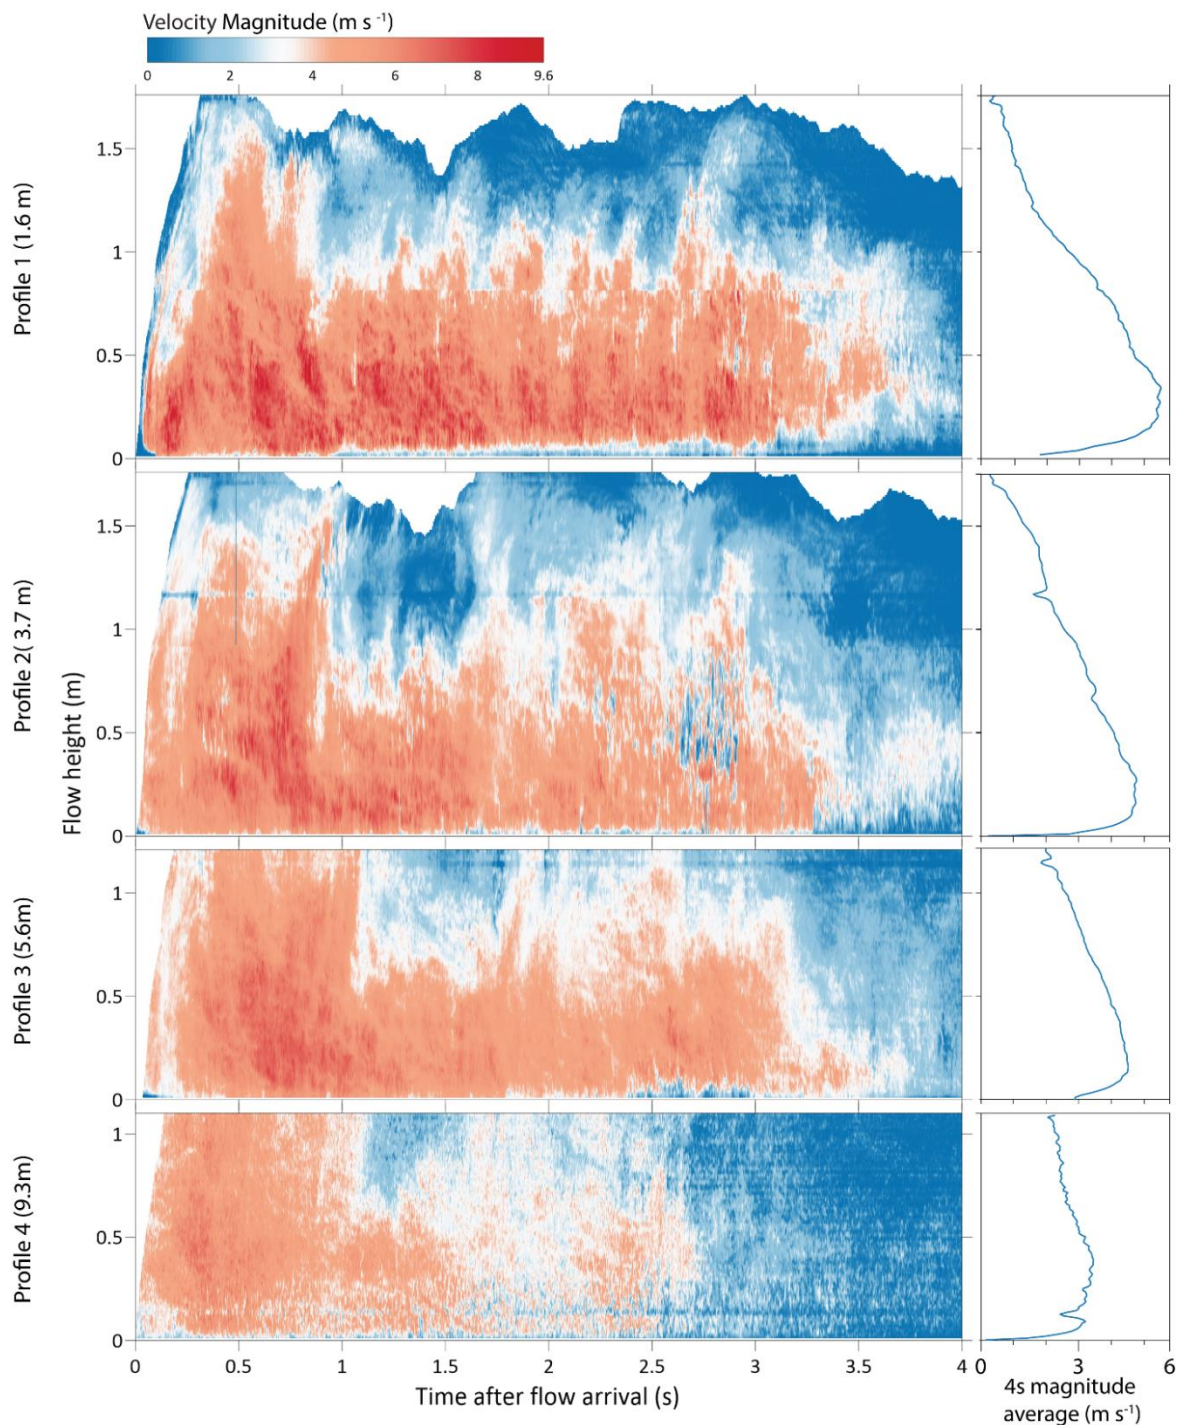 Velocity Magnitude (m s -1)
0 2 4 6 8 9.6
Profile 1 (1.6 m)
1.5
1
0.5
0
Profile 2( 3.7 m)
Flow height (m)
1.5
1
0.5
0
Profile 3 (5.6m)
1
0.5
0
Profile 4 (9.3m)
1
0.5
0
0 0.5 1 1.5 2 2.5 3 3.5 4
Time after flow arrival (s)
0 3 6
4s magnitude
average (m s-1)